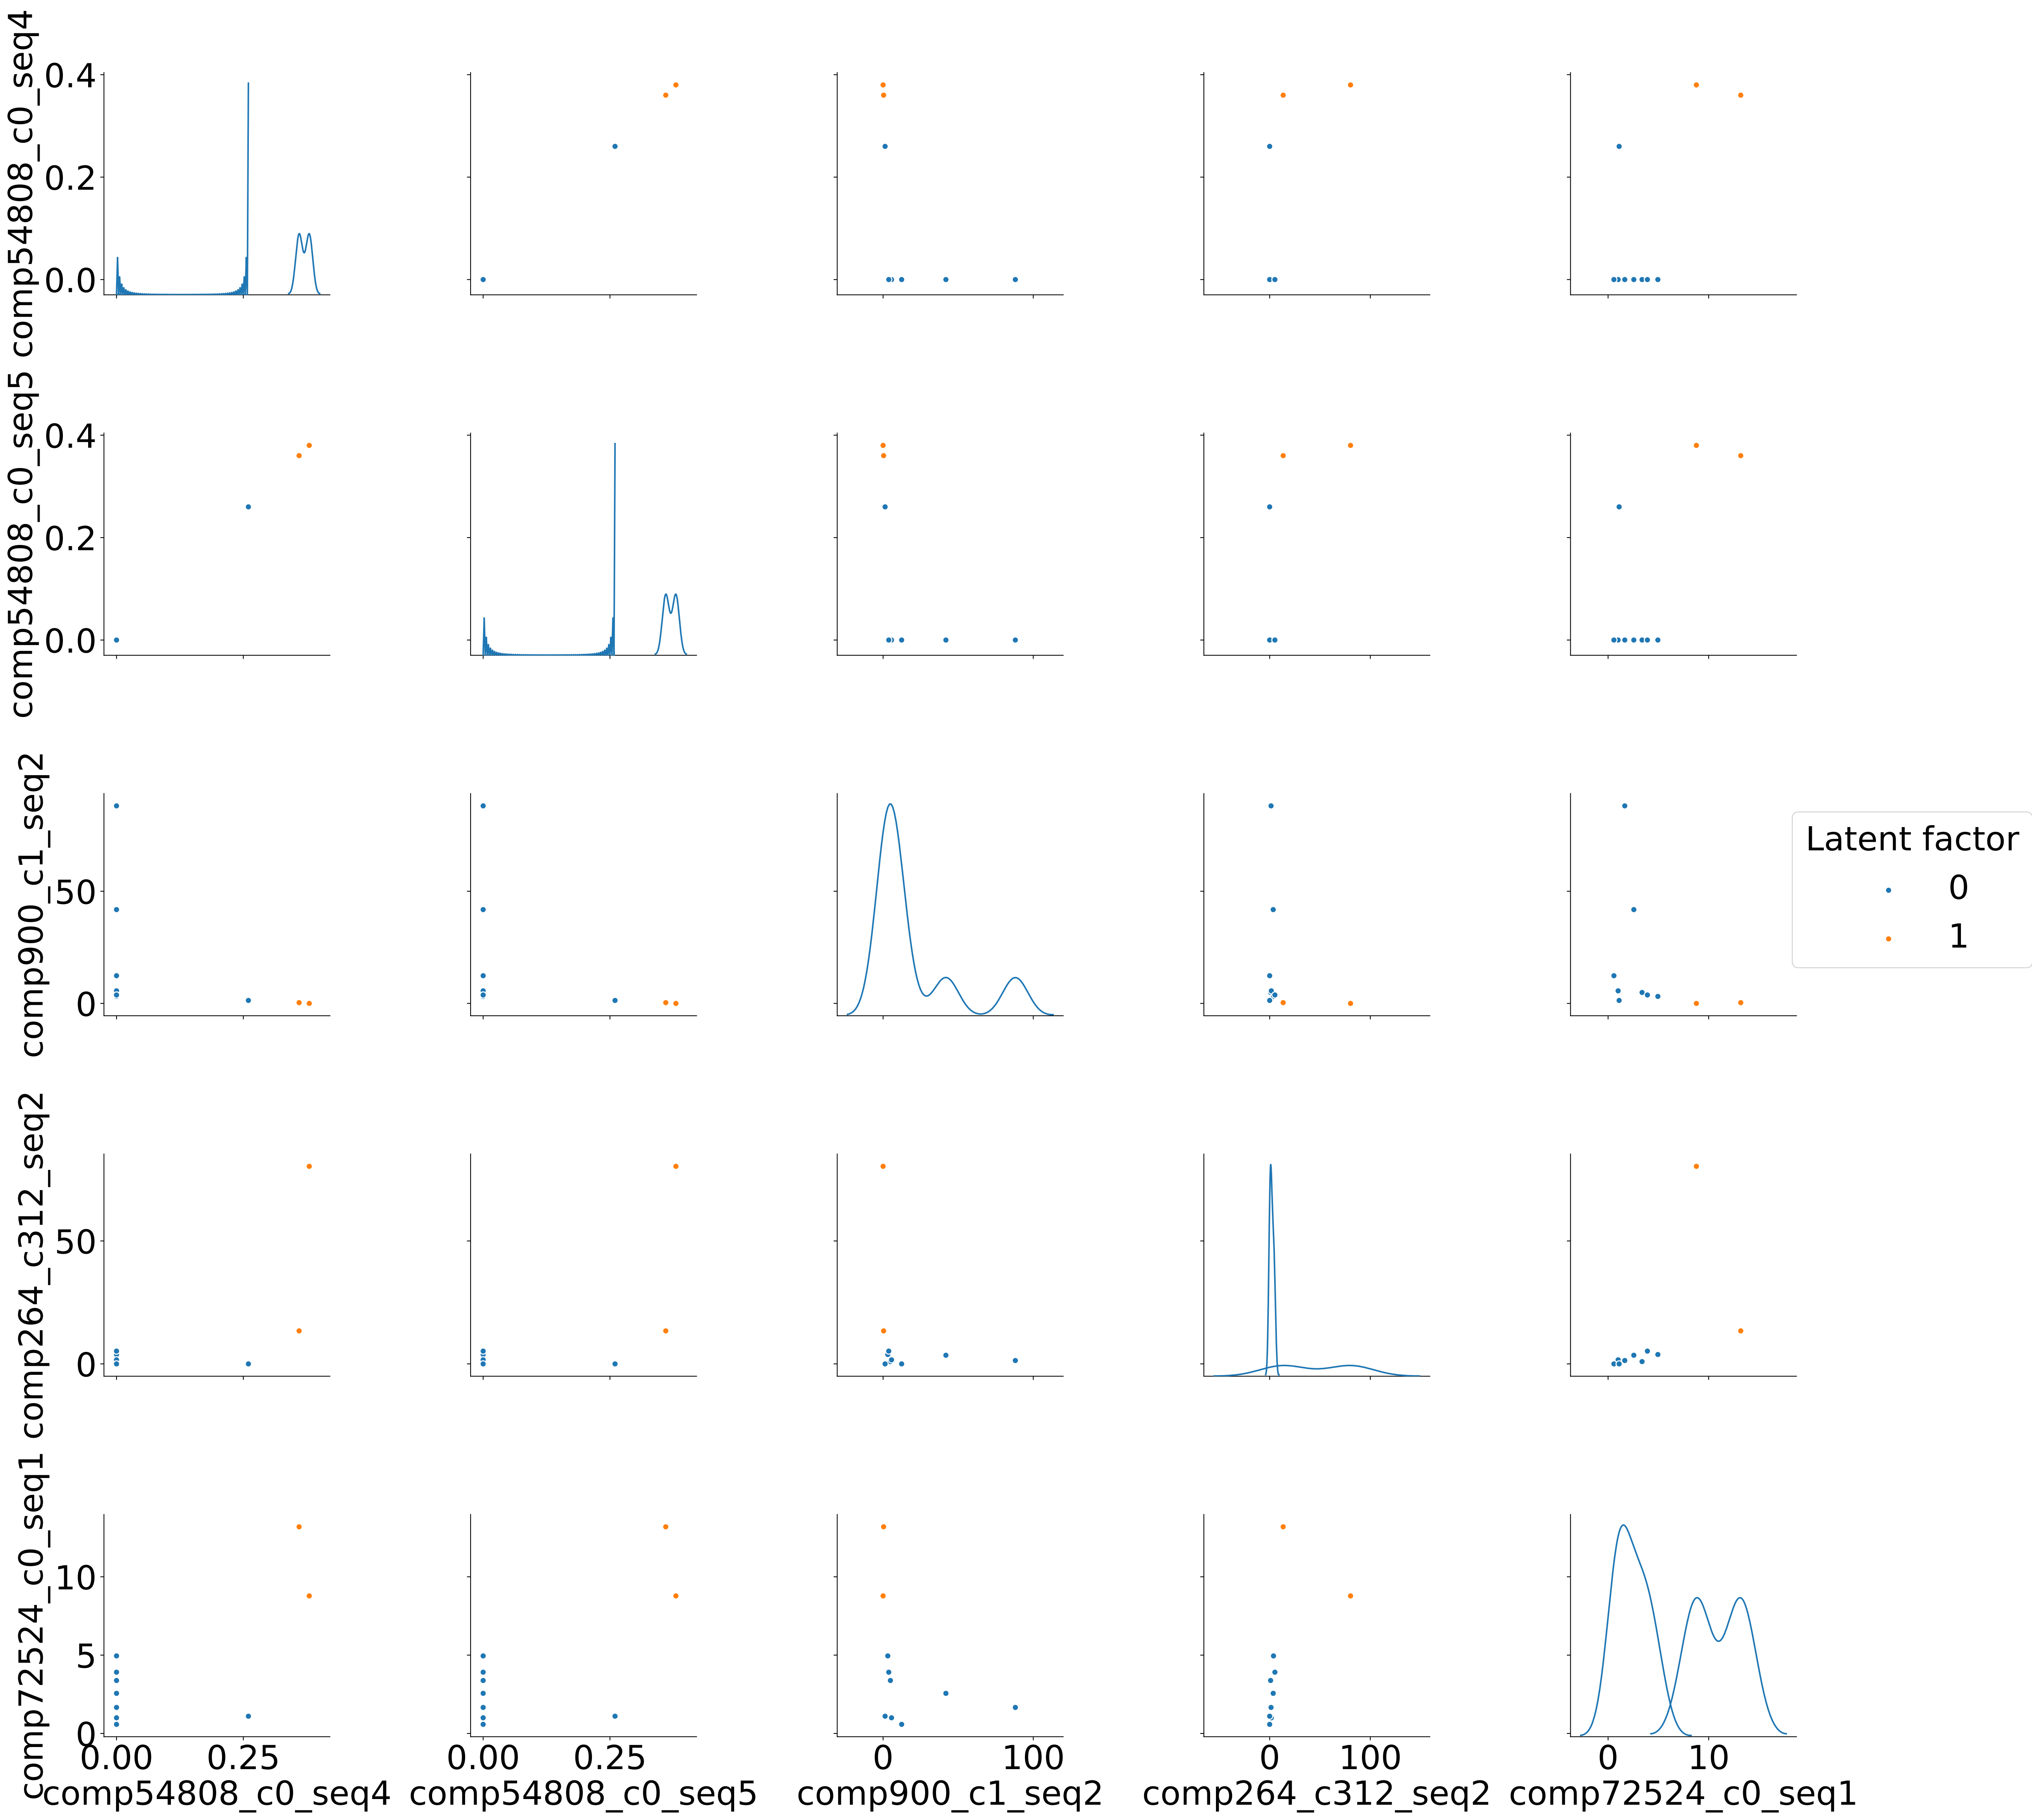 comp54808_c0_seq4
0.4
0.2
0.0
comp54808_c0_seq5
0.4
0.2
0.0
comp900_c1_seq2
50
0
Latent factor
0
1
comp264_c312_seq2
50
0
comp72524_c0_seq1
10
5
0
0.00 0.25 0.00 0.25 0 100 0 100 0 10
comp54808_c0_seq4 comp54808_c0_seq5 comp900_c1_seq2 comp264_c312_seq2 comp72524_c0_seq1